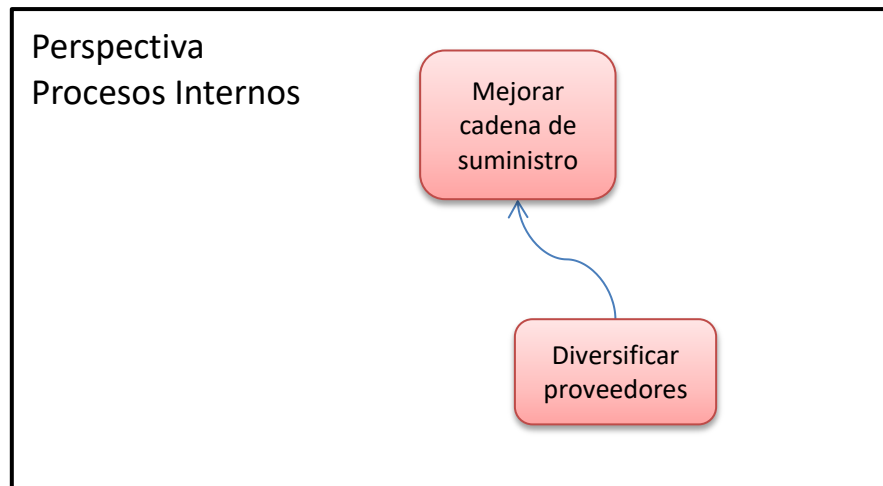 Perspectiva
Procesos Internos
Mejorar
cadena de
suministro
Diversificar
proveedores